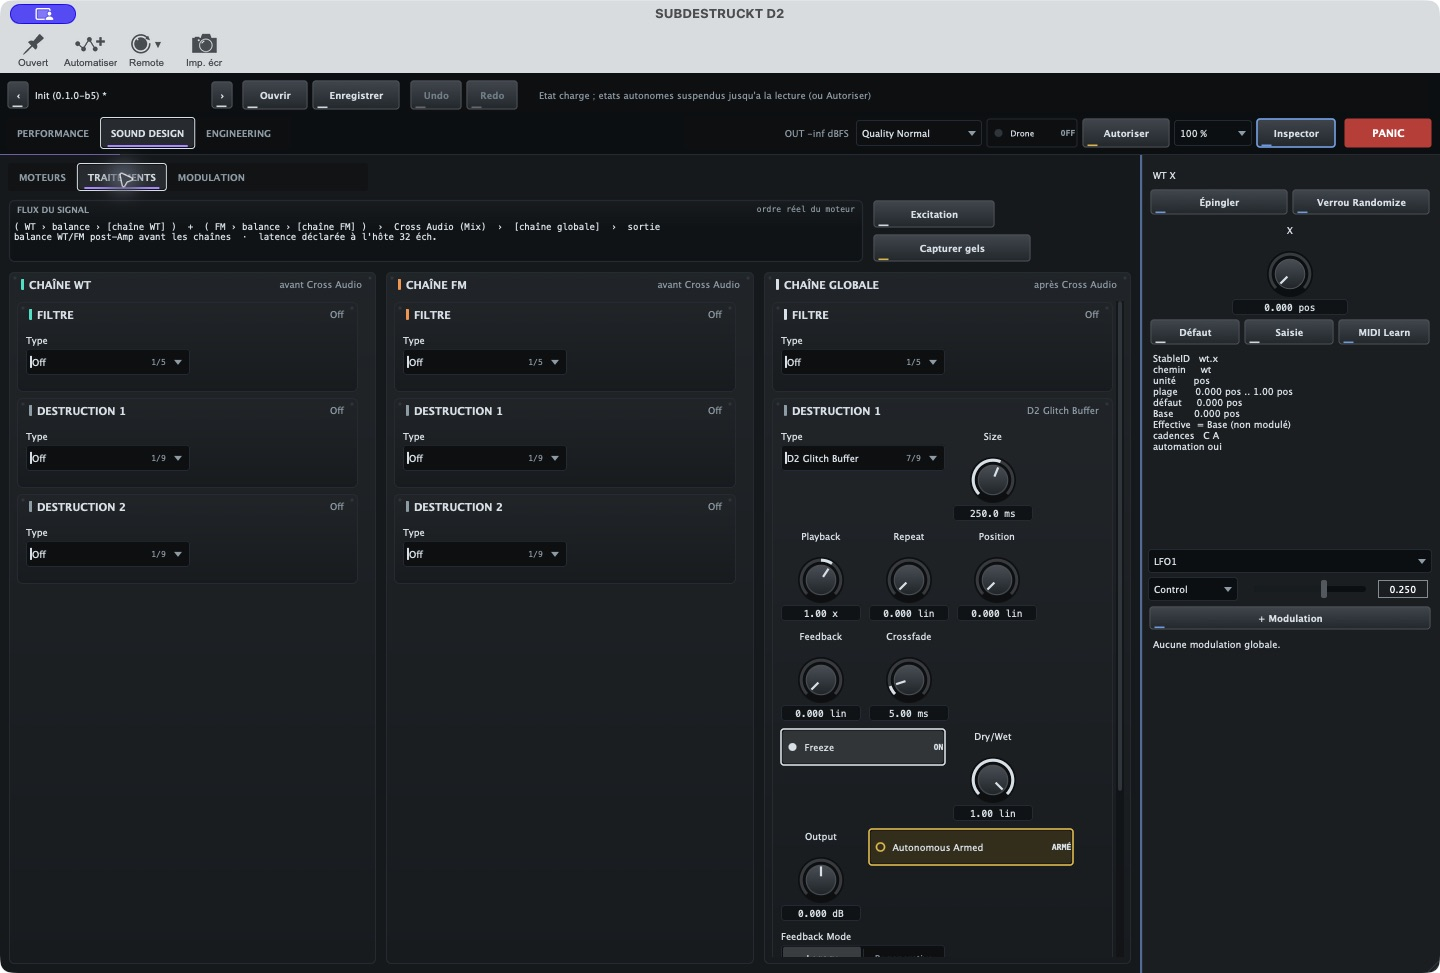 SUBDESTRUCKT D2
Ouvert Automatiser Remote Imp. écr
‹ Init (0.1.0-b5) * › Ouvrir Enregistrer Undo Redo Etat charge ; etats autonomes suspendus jusqu'a la lecture (ou Autoriser)
PERFORMANCE SOUND DESIGN ENGINEERING OUT -inf dBFS Quality Normal Drone OFF Autoriser 100 % Inspector PANIC
MOTEURS TRAITEMENTS MODULATION
FLUX DU SIGNAL ordre réel du moteur
( WT › balance › [chaîne WT] ) + ( FM › balance › [chaîne FM] ) › Cross Audio (Mix) › [chaîne globale] › sortie
balance WT/FM post-Amp avant les chaînes · latence déclarée à l'hôte 32 éch.
Excitation
Capturer gels
CHAÎNE WT avant Cross Audio
FILTRE Off
Type
Off 1/5
DESTRUCTION 1 Off
Type
Off 1/9
DESTRUCTION 2 Off
Type
Off 1/9
CHAÎNE FM avant Cross Audio
FILTRE Off
Type
Off 1/5
DESTRUCTION 1 Off
Type
Off 1/9
DESTRUCTION 2 Off
Type
Off 1/9
CHAÎNE GLOBALE après Cross Audio
FILTRE Off
Type
Off 1/5
DESTRUCTION 1 D2 Glitch Buffer
Type Size
D2 Glitch Buffer 7/9
250.0 ms
Playback Repeat Position
1.00 x 0.000 lin 0.000 lin
Feedback Crossfade
0.000 lin 5.00 ms
Freeze ON Dry/Wet
1.00 lin
Output
Autonomous Armed ARMÉ
0.000 dB
Feedback Mode
WT X
Épingler Verrou Randomize
X
0.000 pos
Défaut Saisie MIDI Learn
StableID wt.x
chemin wt
unité pos
plage 0.000 pos .. 1.00 pos
défaut 0.000 pos
Base 0.000 pos
Effective = Base (non modulé)
cadences C A
automation oui
LFO1
Control 0.250
+ Modulation
Aucune modulation globale.